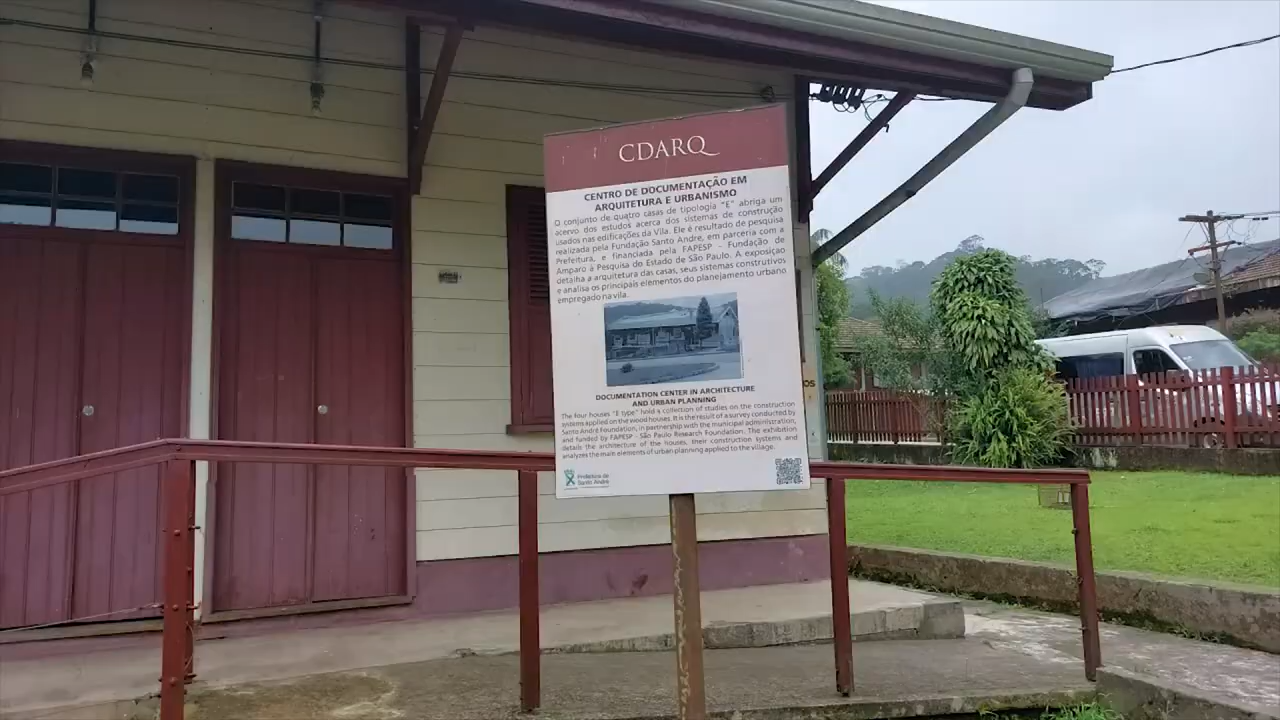 CDARQ
CENTRO DE DOCUMENTAÇÃO EM
ARQUITETURA E URBANISMO
O conjunto de quatro casas de tipologia "E" abriga um
acervo dos estudos acerca dos sistemas de construção
usados nas edificações da Vila. Ele é resultado de pesquisa
realizada pela Fundação Santo André, em parceria com a
Prefeitura, e financiada pela FAPESP - Fundação de
Amparo à Pesquisa do Estado de São Paulo. A exposição
detalha a arquitetura das casas, seus sistemas construtivos
e analisa os principais elementos do planejamento urbano
empregado na vila.
DOCUMENTATION CENTER IN ARCHITECTURE
AND URBAN PLANNING
The four houses "E type" hold a collection of studies on the construction
systems applied on the wood houses. It is the result of a survey conducted by
Santo André Foundation, in partnership with the municipal administration,
and funded by FAPESP - São Paulo Research Foundation. The exhibition
details the architecture of the houses, their construction systems and
analyzes the main elements of urban planning applied to the village.
Prefeitura de
Santo André
OS